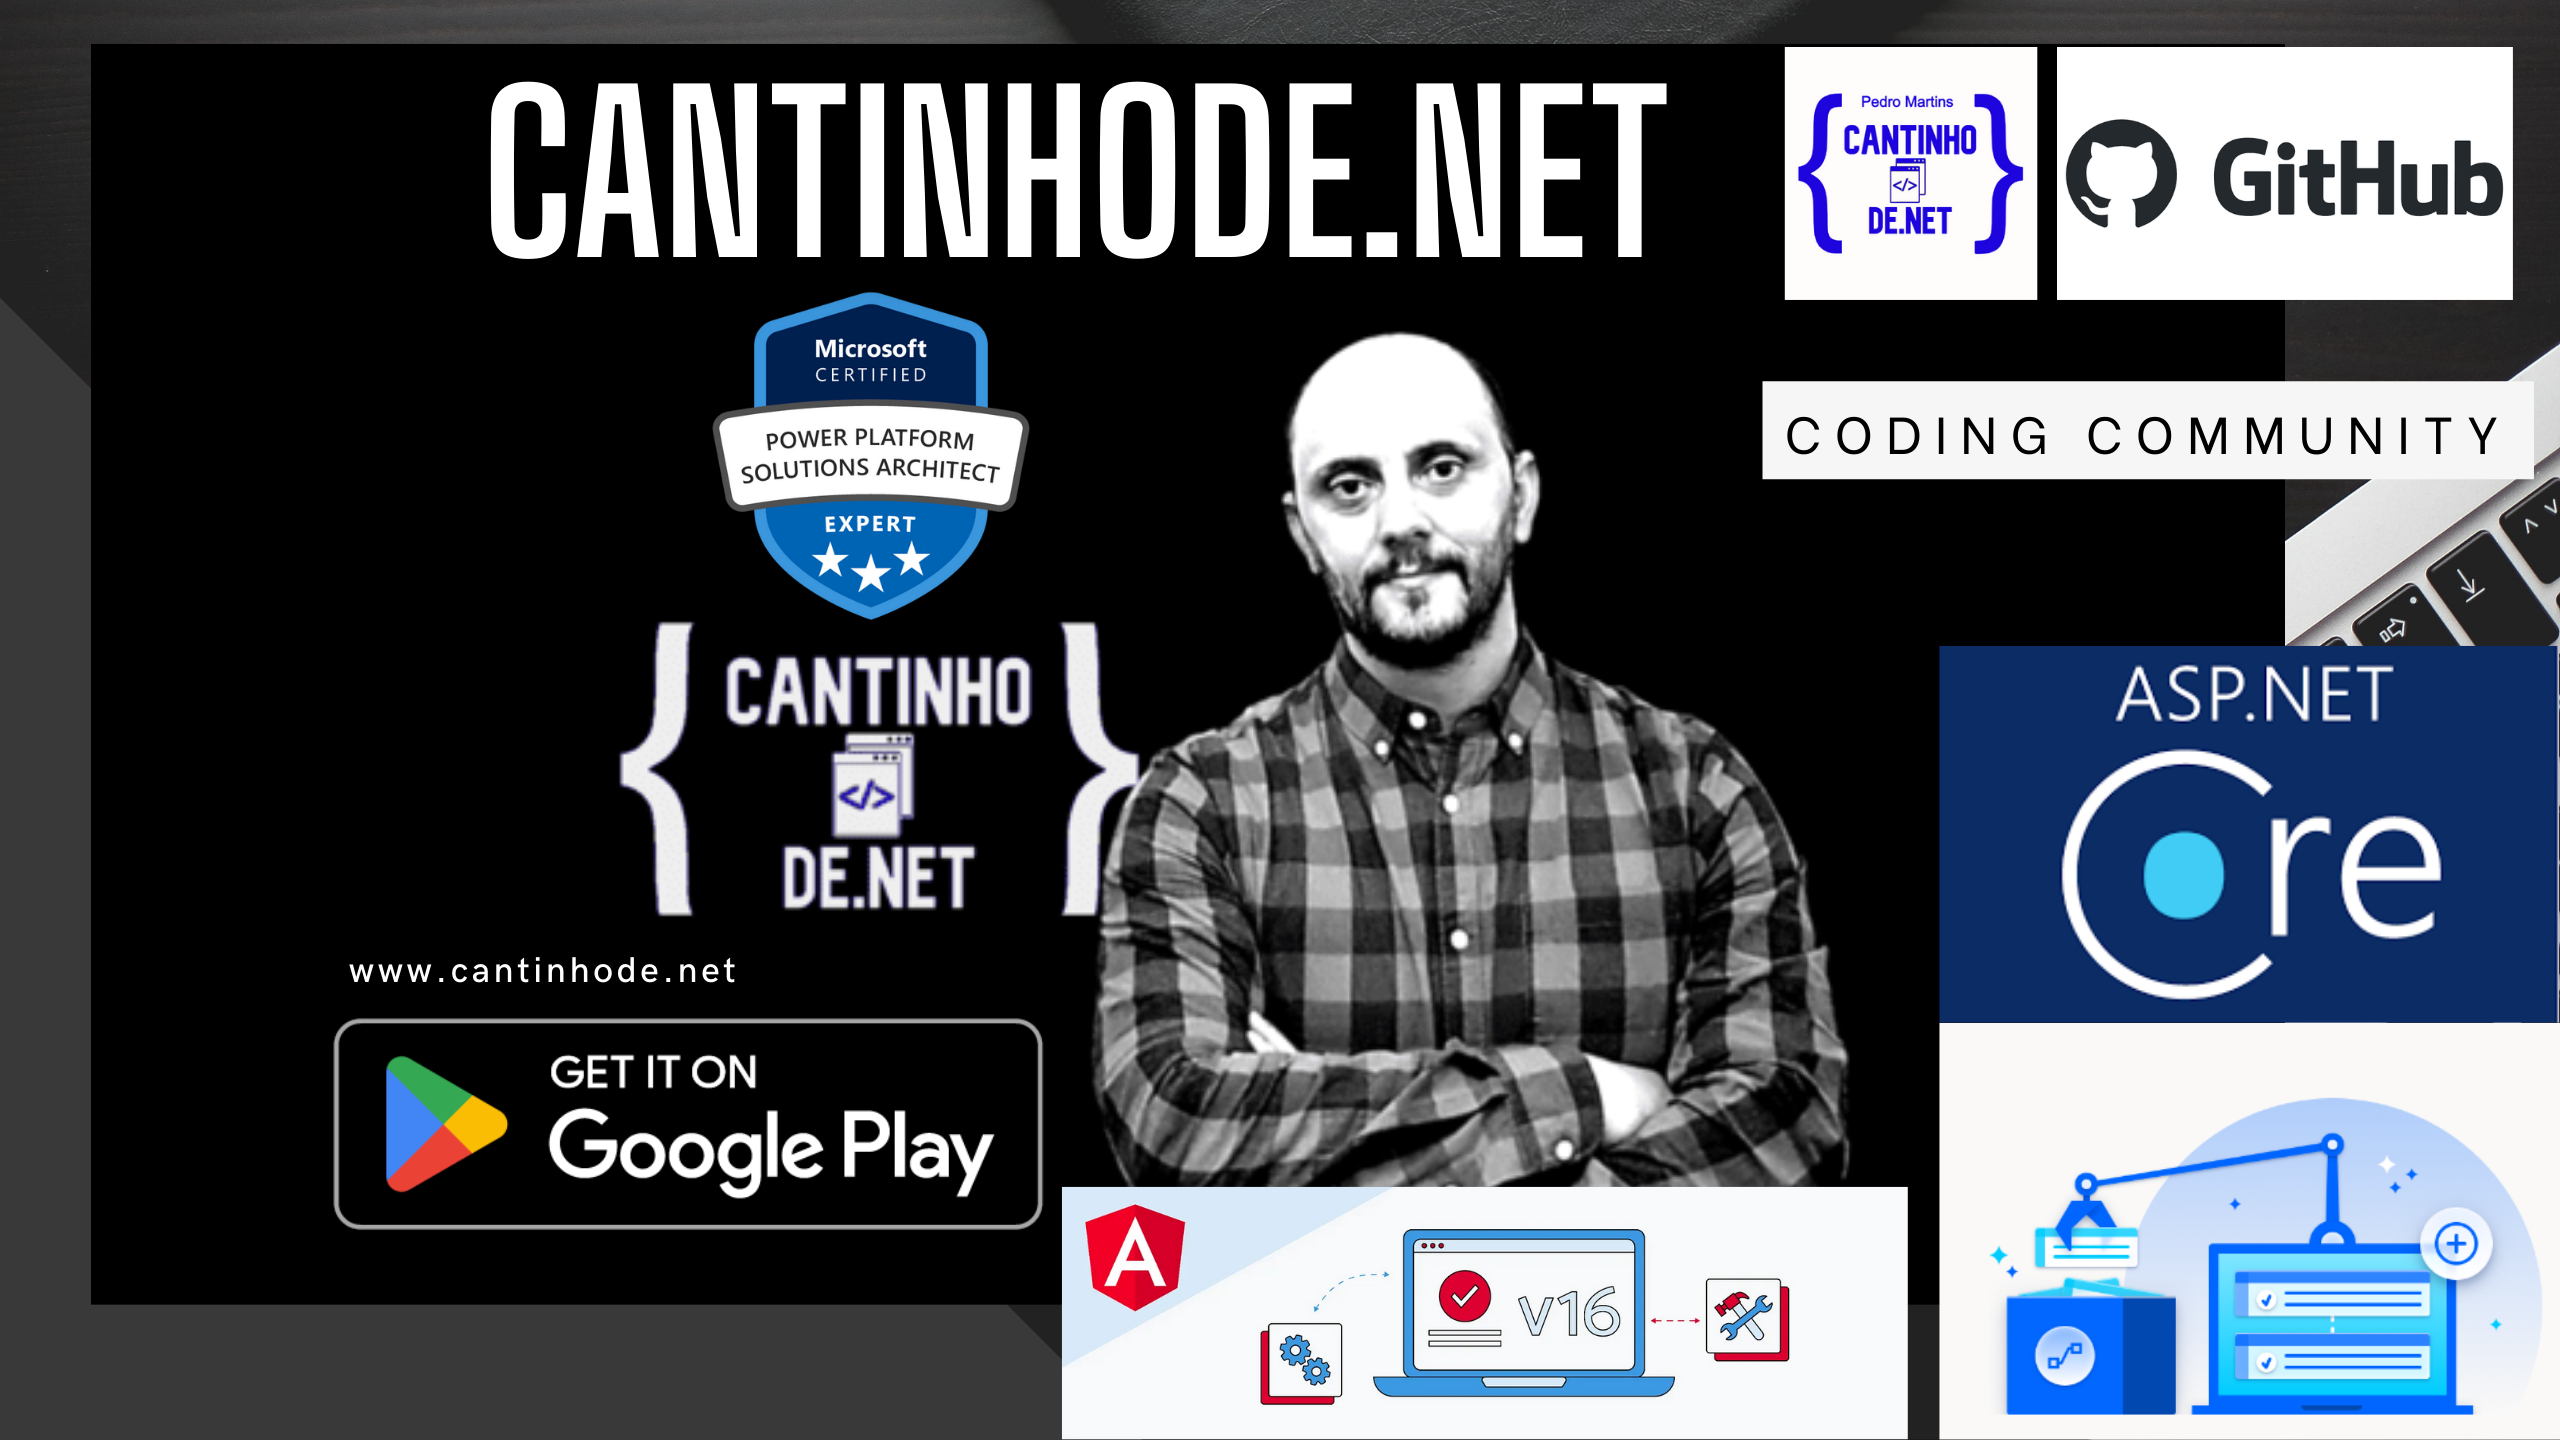 CANTINHODE.NET
Pedro Martins
CANTINHO
</>
DE.NET
GitHub
Microsoft
CERTIFIED
POWER PLATFORM
SOLUTIONS ARCHITECT
EXPERT
CODING COMMUNITY
CANTINHO
</>
DE.NET
ASP.NET
Core
www.cantinhode.net
GET IT ON
Google Play
A
v16